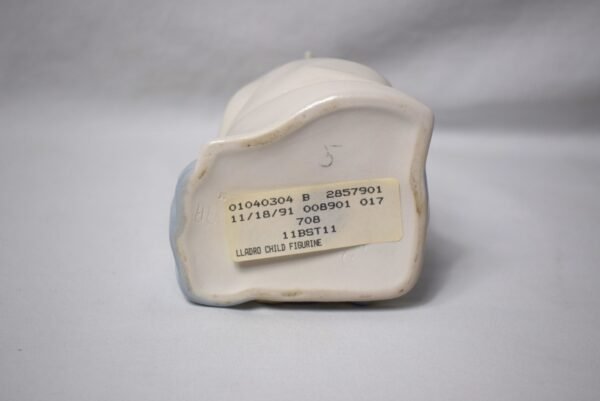 5
01040304 B 2857901
11/18/91 008901 017
708
11BST11
LLADRO CHILD FIGURINE